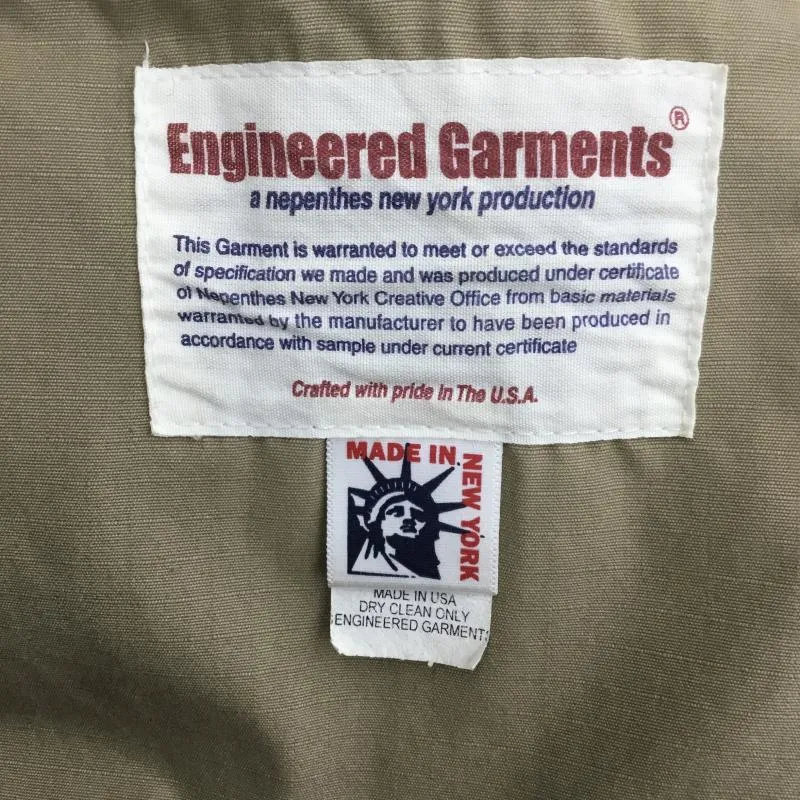 Engineered Garments®
a nepenthes new york production
This Garment is warranted to meet or exceed the standards
of specification we made and was produced under certificate
of Nepenthes New York Creative Office from basic materials
warranted by the manufacturer to have been produced in
accordance with sample under current certificate
Crafted with pride in The U.S.A.
MADE IN
NEW YORK
MADE IN USA
DRY CLEAN ONLY
ENGINEERED GARMENTS